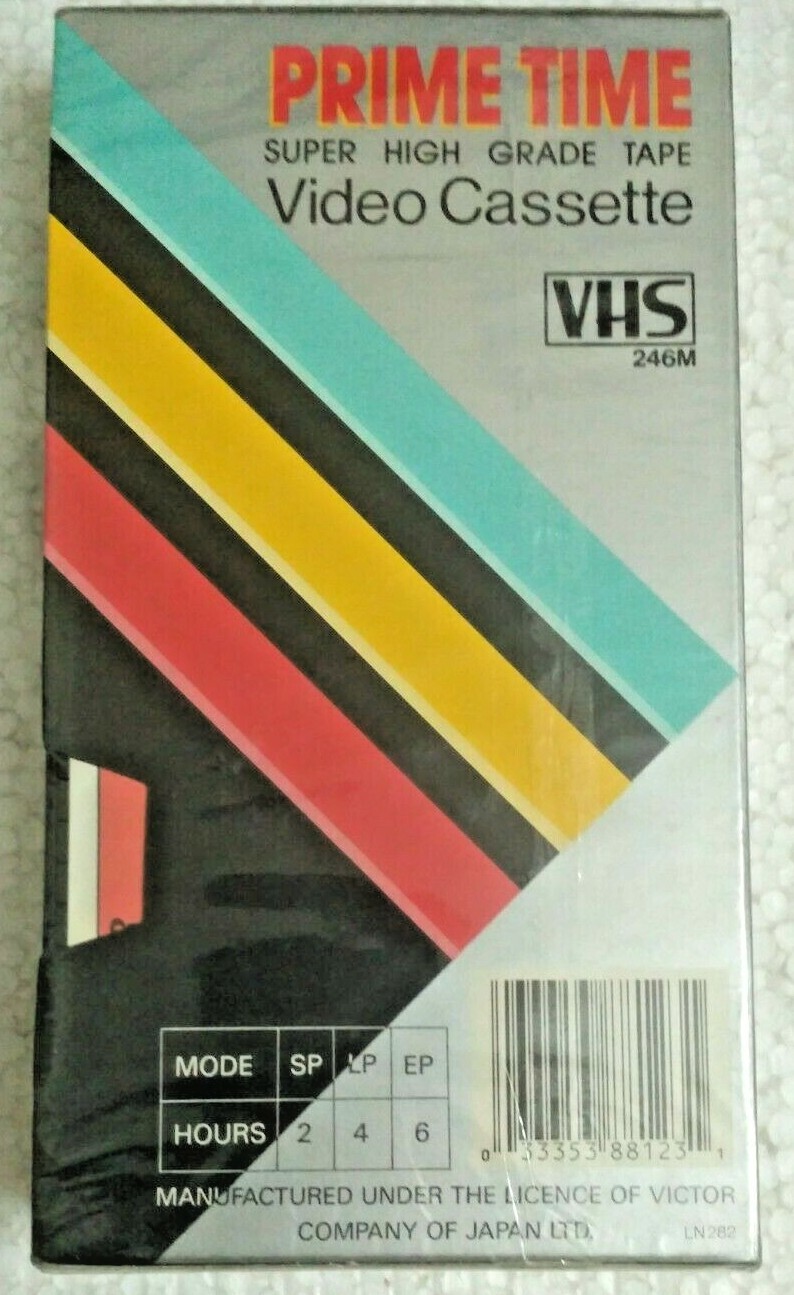 PRIME TIME
SUPER HIGH GRADE TAPE
Video Cassette
VHS
246M
MODE SP LP EP
HOURS 2 4 6
0 33353 88123 1
MANUFACTURED UNDER THE LICENCE OF VICTOR
COMPANY OF JAPAN LTD.
LN282